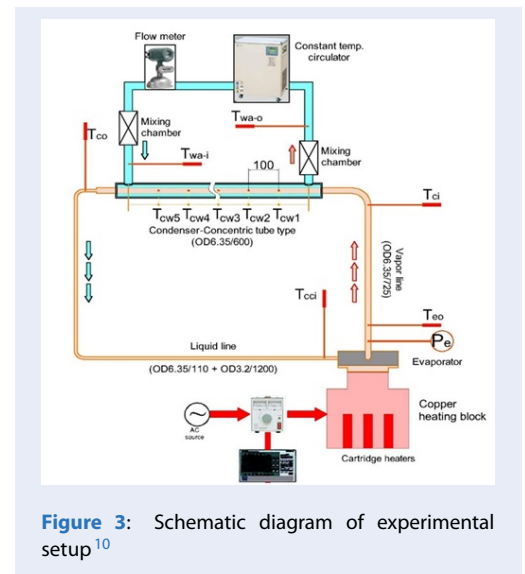 Flow meter
Constant temp.
circulator
Mixing
chamber
Twa-o
Tco
Twa-i
Mixing
chamber
100
Tci
Tcw5 Tcw4 Tcw3 Tcw2 Tcw1
Condenser-Concentric tube type
(OD6.35/600)
Vapor line
(OD6.35/725)
Tcci
Teo
Pe
Liquid line
Evaporator
(OD6.35/110 + OD3.2/1200)
Copper
heating block
AC
source
Cartridge heaters
Figure 3: Schematic diagram of experimental
setup 10